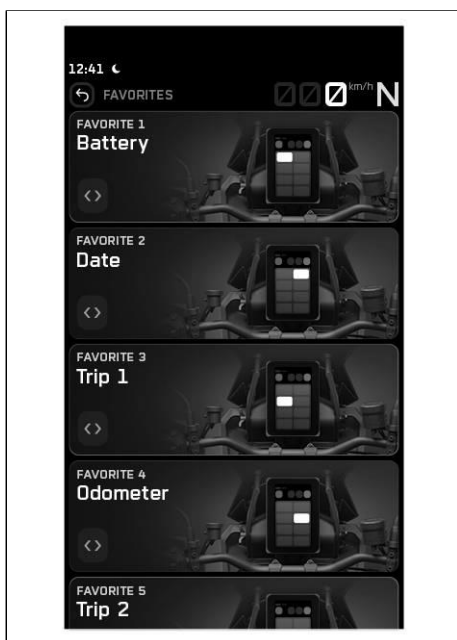 12:41
FAVORITES
000 km/h N
FAVORITE 1
Battery
FAVORITE 2
Date
FAVORITE 3
Trip 1
FAVORITE 4
Odometer
FAVORITE 5
Trip 2